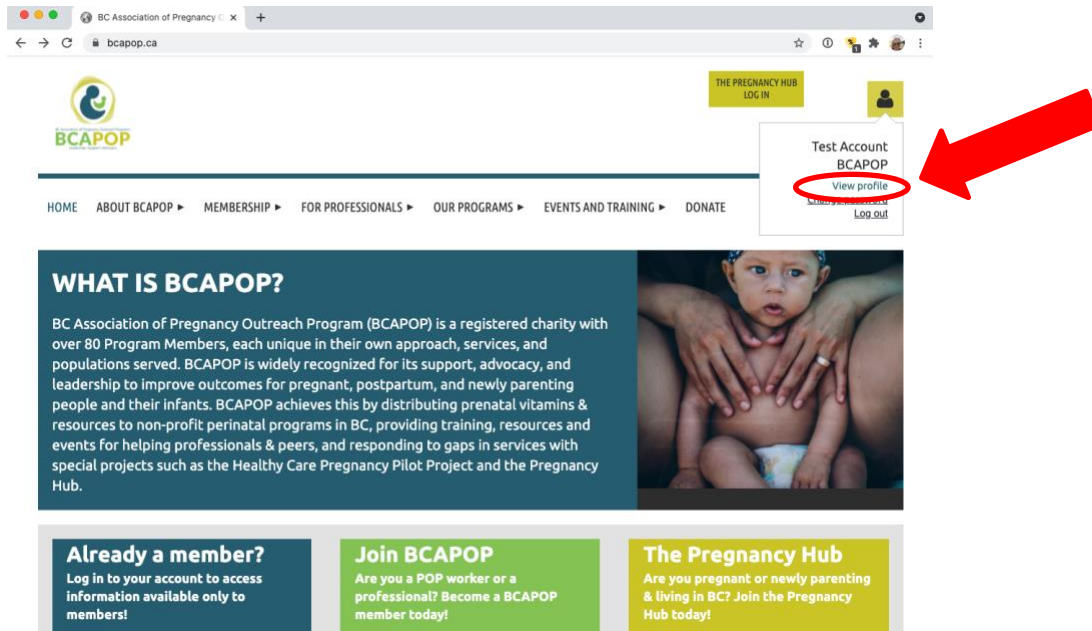 BC Association of Pregnancy C
bcapop.ca
1
THE PREGNANCY HUB
LOG IN
BCAPOP
Test Account
BCAPOP
View profile
Change password
Log out
HOME ABOUT BCAPOP ► MEMBERSHIP ► FOR PROFESSIONALS ► OUR PROGRAMS ► EVENTS AND TRAINING ► DONATE
WHAT IS BCAPOP?
BC Association of Pregnancy Outreach Program (BCAPOP) is a registered charity with
over 80 Program Members, each unique in their own approach, services, and
populations served. BCAPOP is widely recognized for its support, advocacy, and
leadership to improve outcomes for pregnant, postpartum, and newly parenting
people and their infants. BCAPOP achieves this by distributing prenatal vitamins &
resources to non-profit perinatal programs in BC, providing training, resources and
events for helping professionals & peers, and responding to gaps in services with
special projects such as the Healthy Care Pregnancy Pilot Project and the Pregnancy
Hub.
Already a member?
Log in to your account to access
information available only to
members!
Join BCAPOP
Are you a POP worker or a
professional? Become a BCAPOP
member today!
The Pregnancy Hub
Are you pregnant or newly parenting
& living in BC? Join the Pregnancy
Hub today!